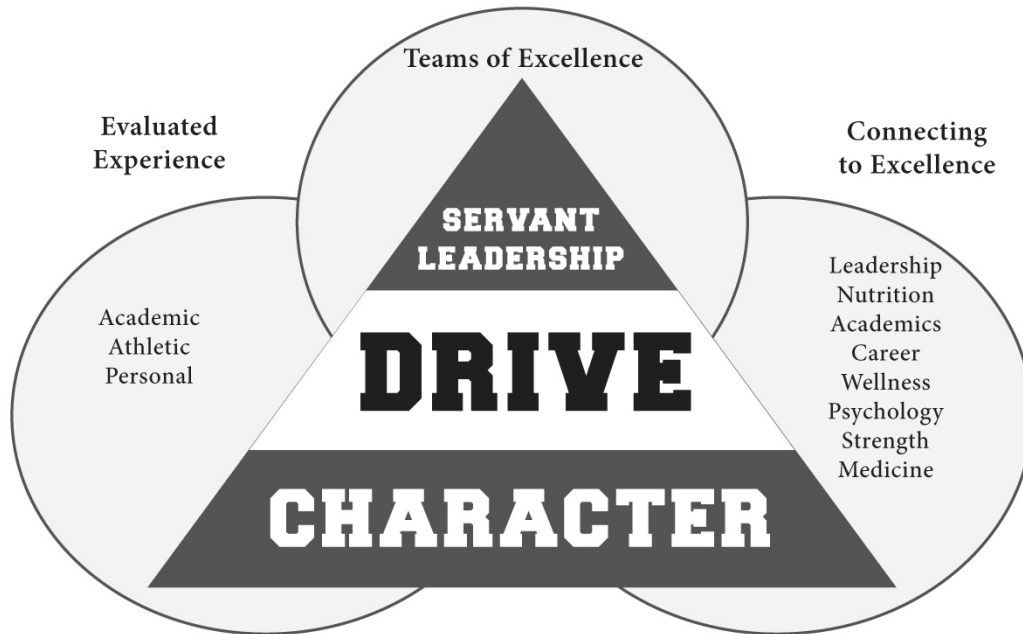 Teams of Excellence
Evaluated
Experience
Connecting
to Excellence
SERVANT
LEADERSHIP
Academic
Athletic
Personal
DRIVE
Leadership
Nutrition
Academics
Career
Wellness
Psychology
Strength
Medicine
CHARACTER